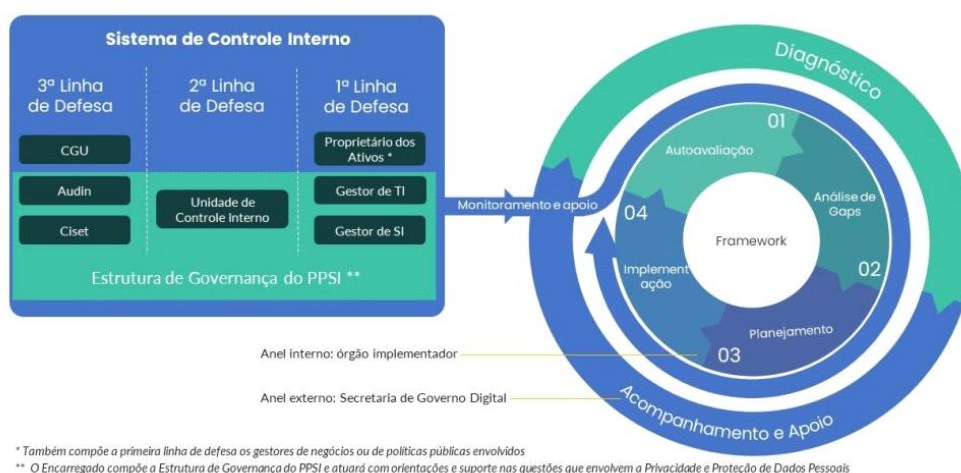 Sistema de Controle Interno
3ª Linha
de Defesa
2ª Linha
de Defesa
1ª Linha
de Defesa
CGU
Audin
Ciset
Unidade de
Controle Interno
Proprietário dos
Ativos *
Gestor de TI
Gestor de SI
Estrutura de Governança do PPSI **
Monitoramento e apoio
Diagnóstico
01
Autoavaliação
Análise de
Gaps
02
Framework
04
Implement
ação
Planejamento
03
Acompanhamento e Apoio
Anel interno: órgão implementador
Anel externo: Secretaria de Governo Digital
* Também compõe a primeira linha de defesa os gestores de negócios ou de políticas públicas envolvidos
** O Encarregado compõe a Estrutura de Governança do PPSI e atuará com orientações e suporte nas questões que envolvem a Privacidade e Proteção de Dados Pessoais